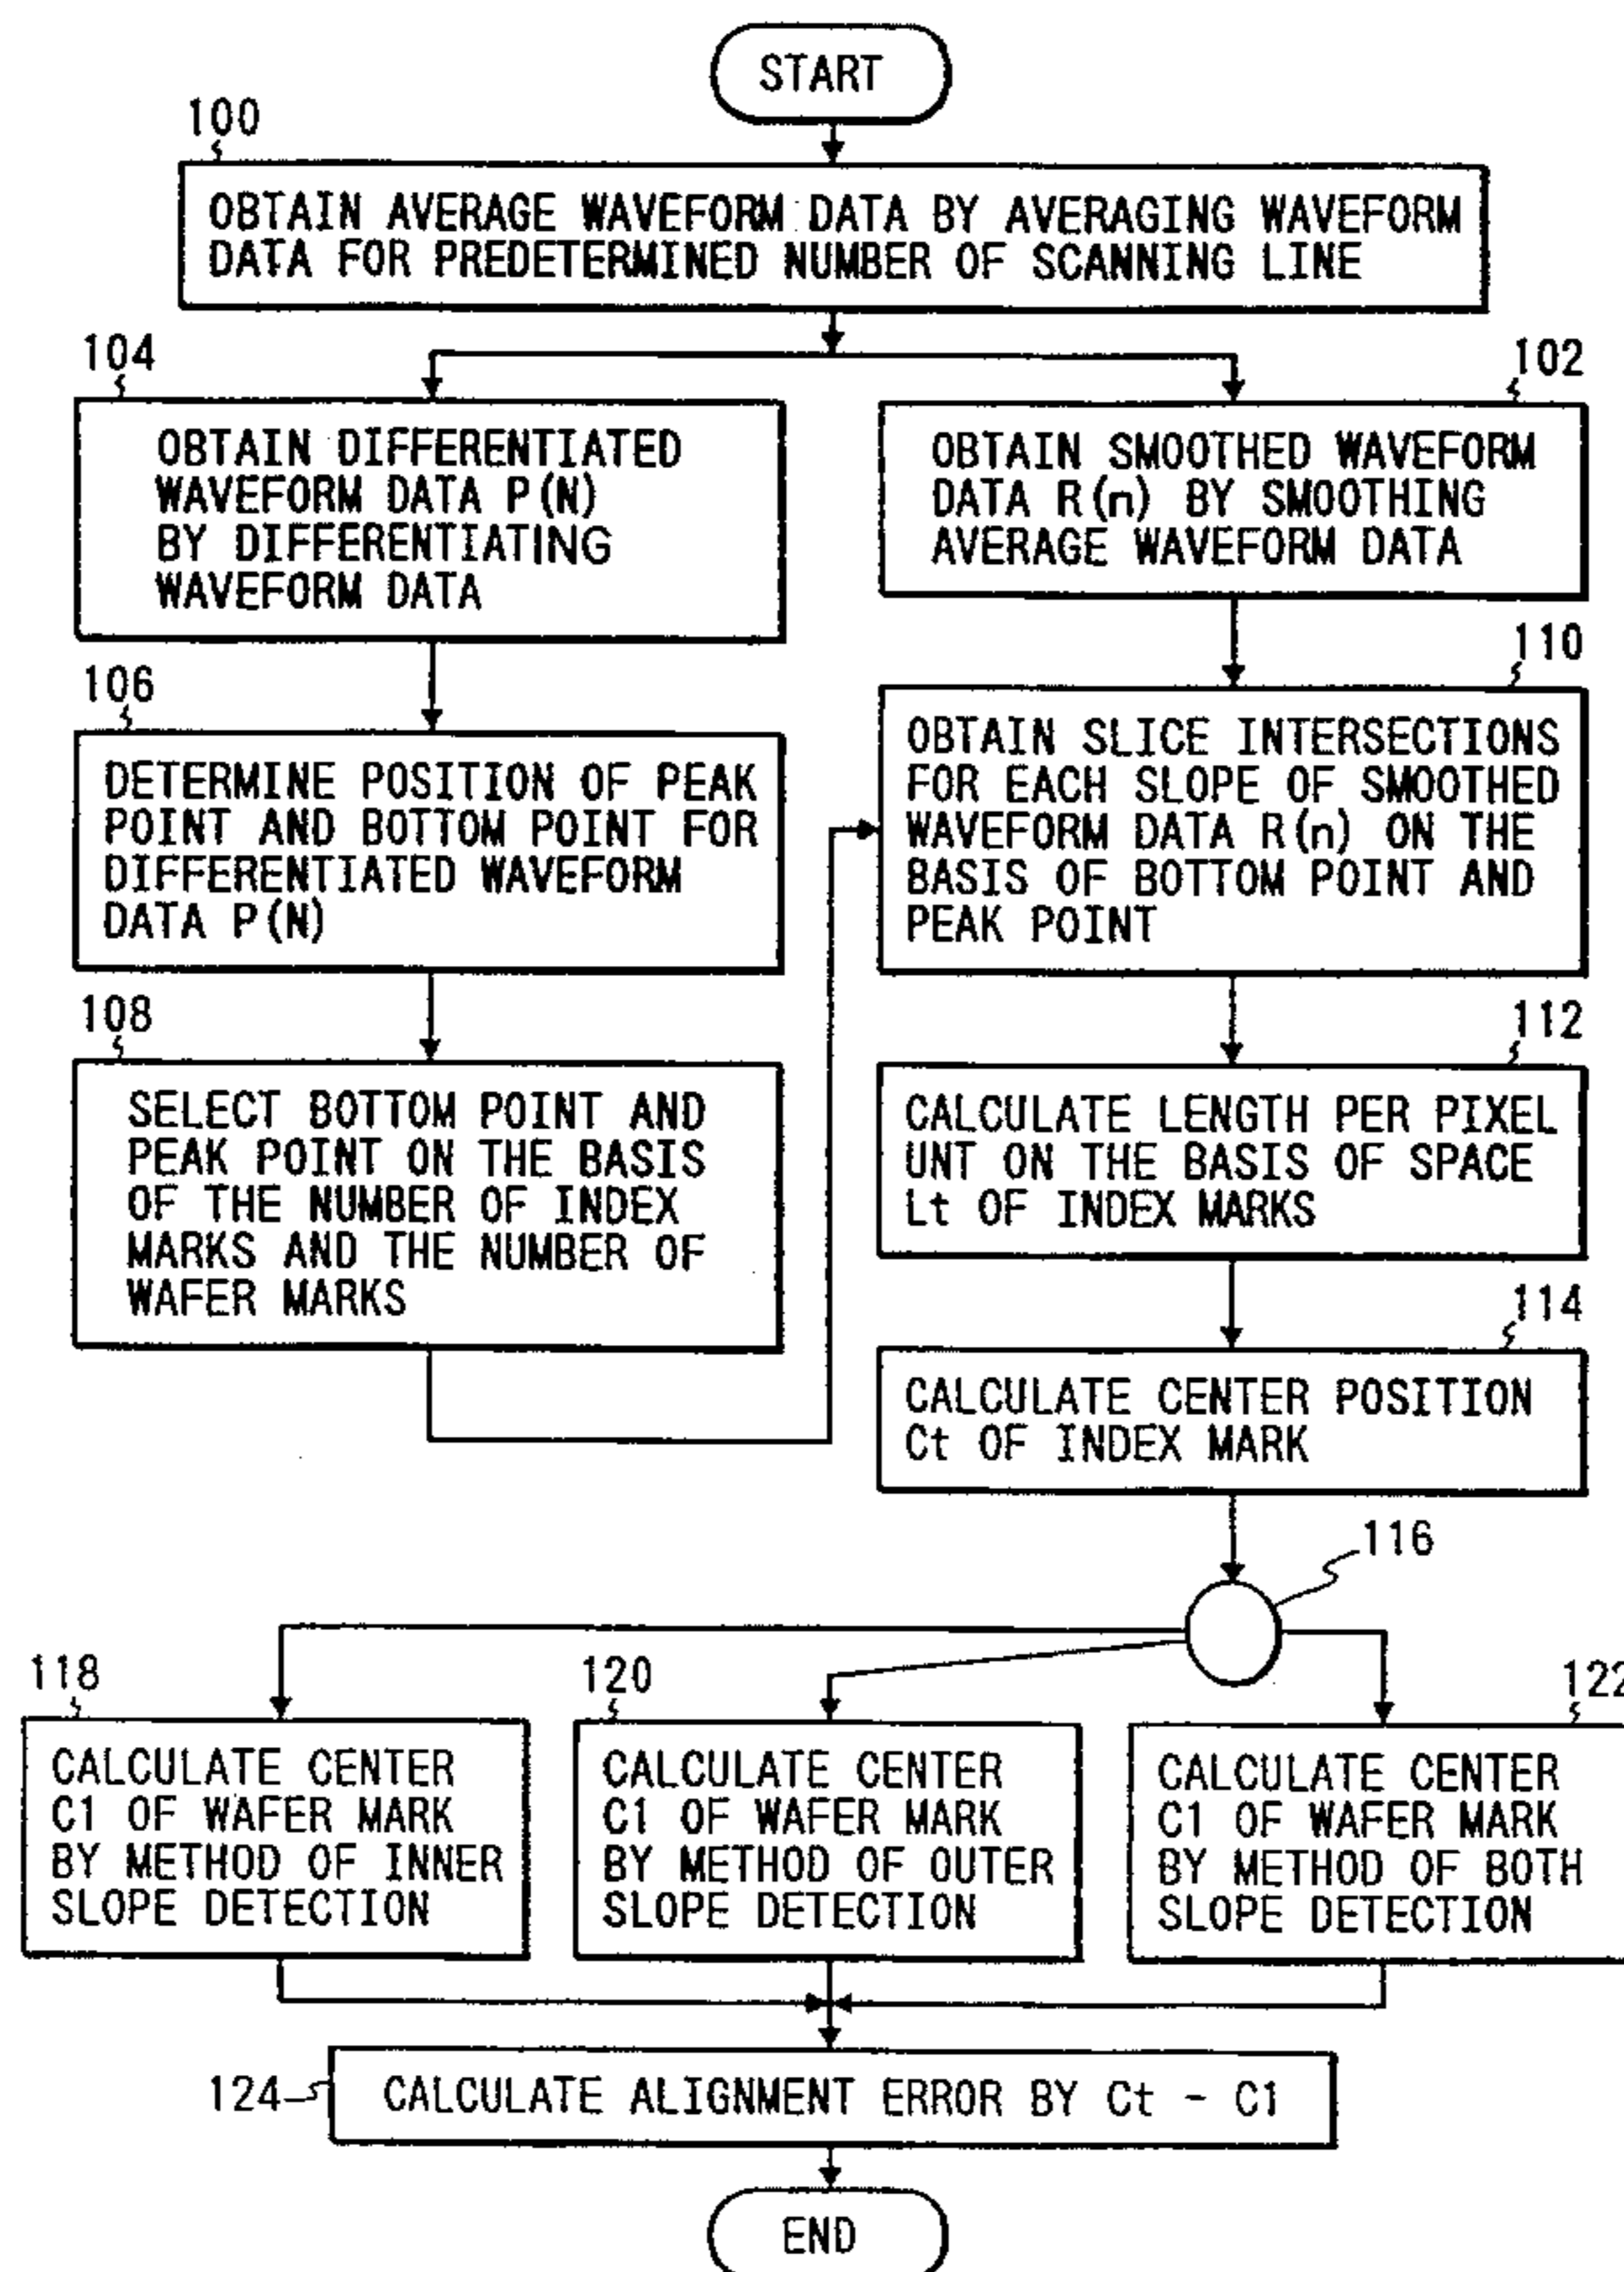 START
100
OBTAIN AVERAGE WAVEFORM DATA BY AVERAGING WAVEFORM
DATA FOR PREDETERMINED NUMBER OF SCANNING LINE
104
OBTAIN DIFFERENTIATED
WAVEFORM DATA P(N)
BY DIFFERENTIATING
WAVEFORM DATA
102
OBTAIN SMOOTHED WAVEFORM
DATA R(n) BY SMOOTHING
AVERAGE WAVEFORM DATA
106
DETERMINE POSITION OF PEAK
POINT AND BOTTOM POINT FOR
DIFFERENTIATED WAVEFORM
DATA P(N)
108
SELECT BOTTOM POINT AND
PEAK POINT ON THE BASIS
OF THE NUMBER OF INDEX
MARKS AND THE NUMBER OF
WAFER MARKS
110
OBTAIN SLICE INTERSECTIONS
FOR EACH SLOPE OF SMOOTHED
WAVEFORM DATA R(n) ON THE
BASIS OF BOTTOM POINT AND
PEAK POINT
112
CALCULATE LENGTH PER PIXEL
UNT ON THE BASIS OF SPACE
Lt OF INDEX MARKS
114
CALCULATE CENTER POSITION
Ct OF INDEX MARK
116
118
CALCULATE CENTER
C1 OF WAFER MARK
BY METHOD OF INNER
SLOPE DETECTION
120
CALCULATE CENTER
C1 OF WAFER MARK
BY METHOD OF OUTER
SLOPE DETECTION
122
CALCULATE CENTER
C1 OF WAFER MARK
BY METHOD OF BOTH
SLOPE DETECTION
124
CALCULATE ALIGNMENT ERROR BY Ct - C1
END